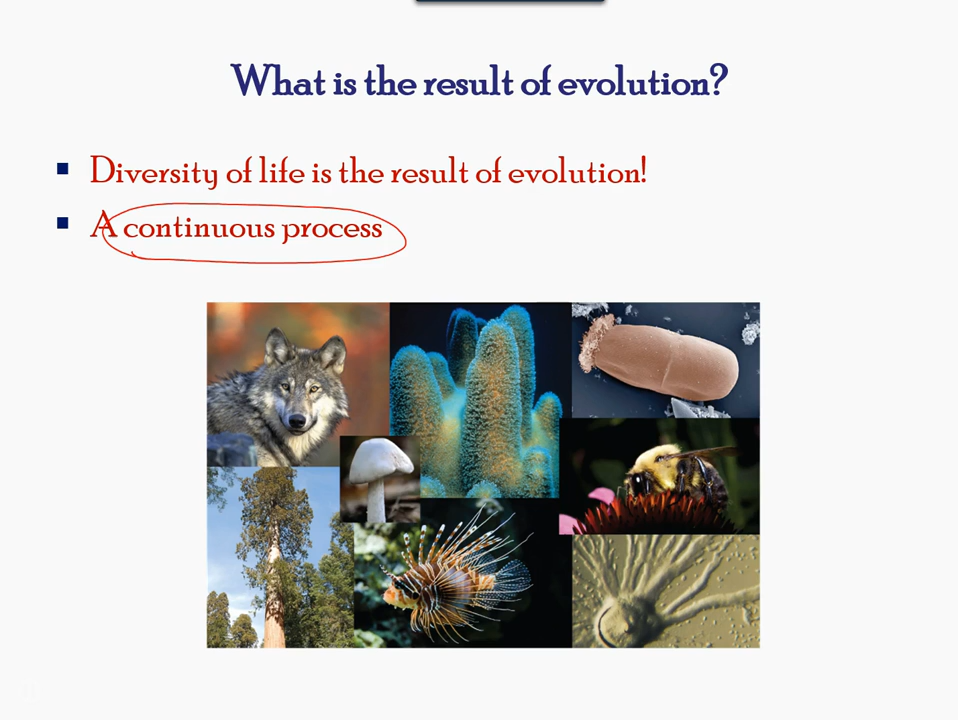 What is the result of evolution?
Diversity of life is the result of evolution!
A continuous process